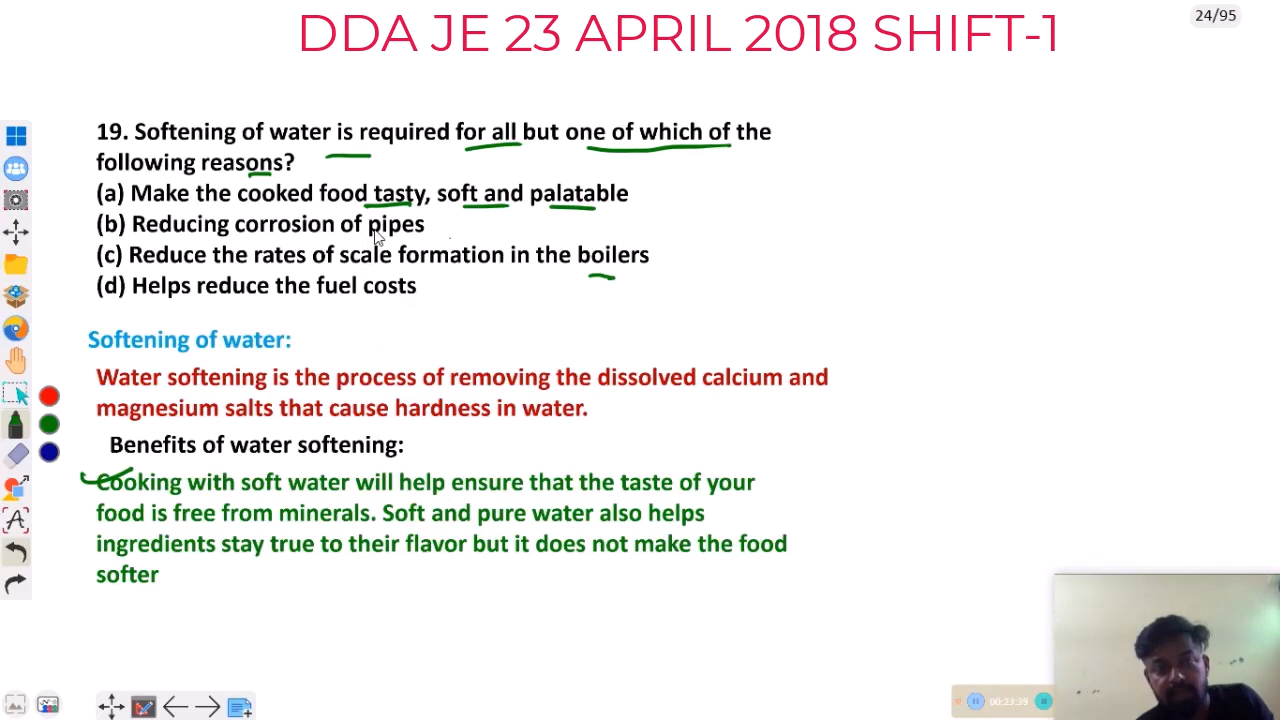 DDA JE 23 APRIL 2018 SHIFT-1
24/95
19. Softening of water is required for all but one of which of the
following reasons?
(a) Make the cooked food tasty, soft and palatable
(b) Reducing corrosion of pipes
(c) Reduce the rates of scale formation in the boilers
(d) Helps reduce the fuel costs
Softening of water:
Water softening is the process of removing the dissolved calcium and
magnesium salts that cause hardness in water.
Benefits of water softening:
Cooking with soft water will help ensure that the taste of your
food is free from minerals. Soft and pure water also helps
ingredients stay true to their flavor but it does not make the food
softer
00:23:39